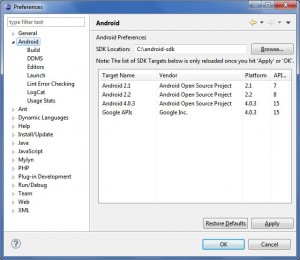 Preferences
type filter text
Android
General
Android
Build
DDMS
Editors
Launch
Lint Error Checking
LogCat
Usage Stats
Ant
Dynamic Languages
Help
Install/Update
Java
JavaScript
Mylyn
PHP
Plug-in Development
Run/Debug
Team
Web
XML
Android Preferences
SDK Location: C:\android-sdk Browse...
Note: The list of SDK Targets below is only reloaded once you hit 'Apply' or 'OK'.
Target Name Vendor Platform API...
Android 2.1 Android Open Source Project 2.1 7
Android 2.2 Android Open Source Project 2.2 8
Android 4.0.3 Android Open Source Project 4.0.3 15
Google APIs Google Inc. 4.0.3 15
Restore Defaults Apply
? OK Cancel